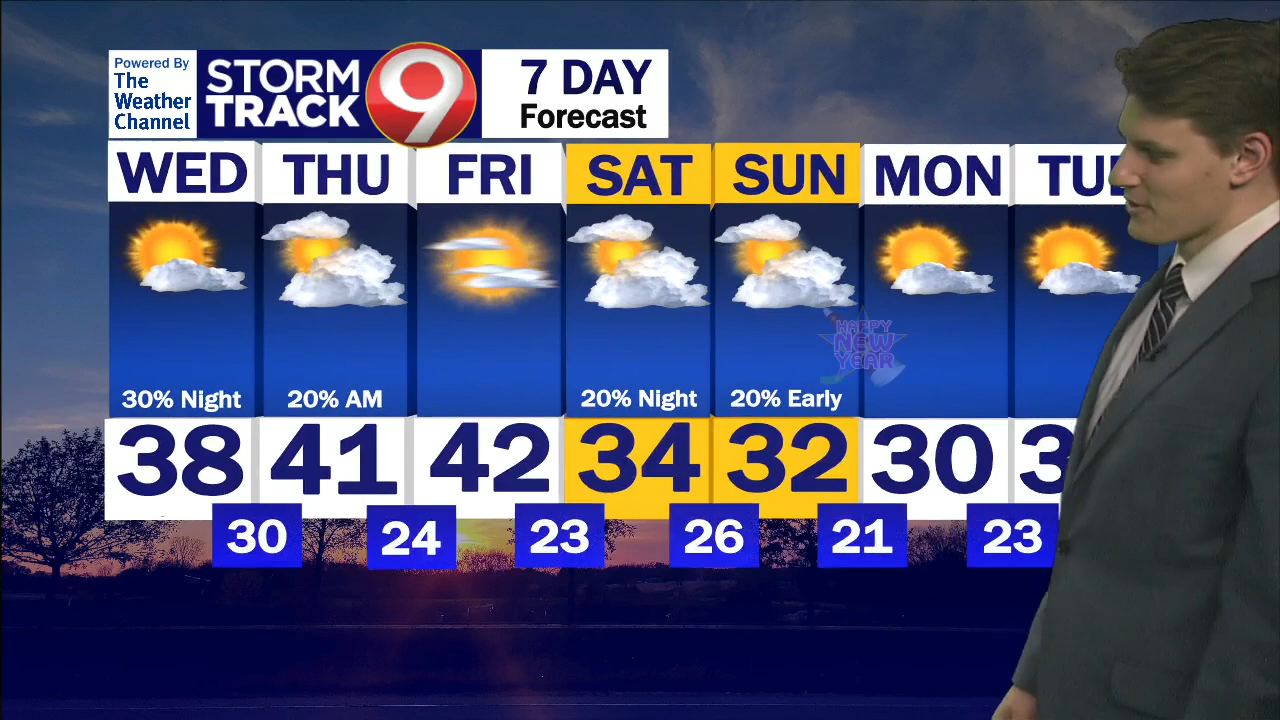 Powered By
The
Weather
Channel
STORM
TRACK
9
7 DAY
Forecast
WED THU FRI SAT SUN MON
30% Night 20% AM 20% Night 20% Early
HAPPY
NEW
YEAR
38 41 42 34 32 30
30 24 23 26 21 23